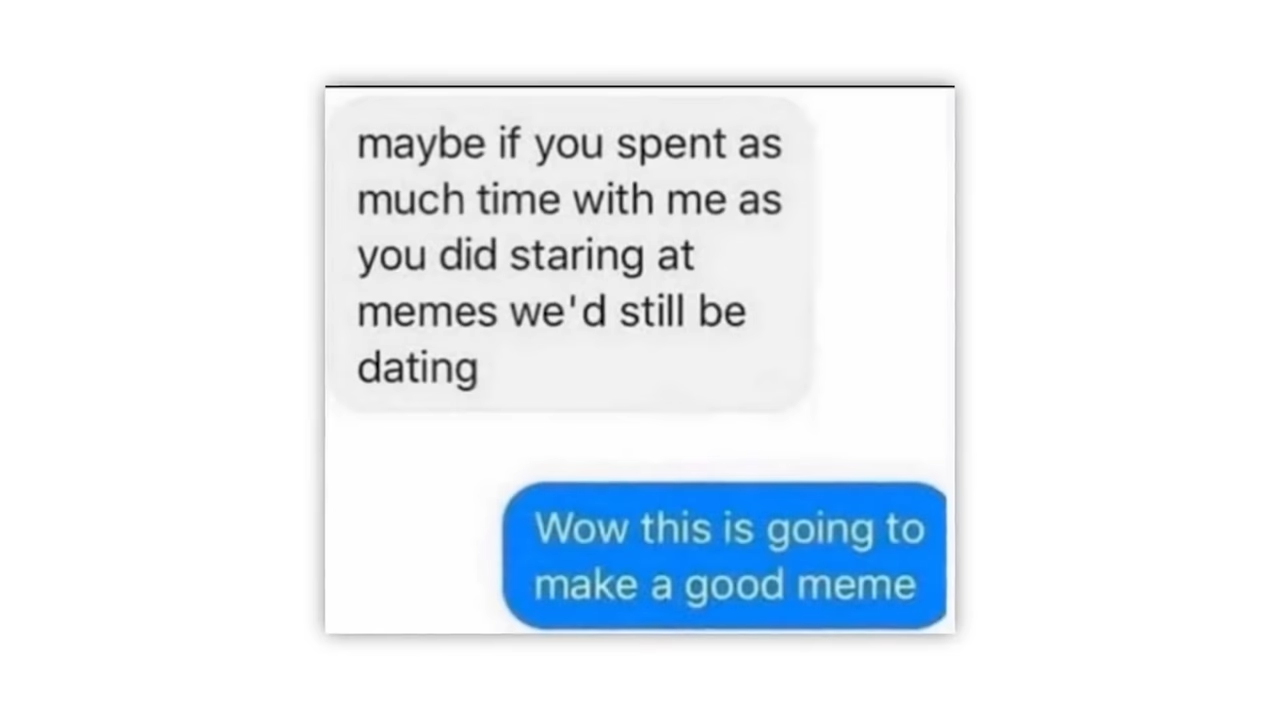 maybe if you spent as
much time with me as
you did staring at
memes we'd still be
dating
Wow this is going to
make a good meme